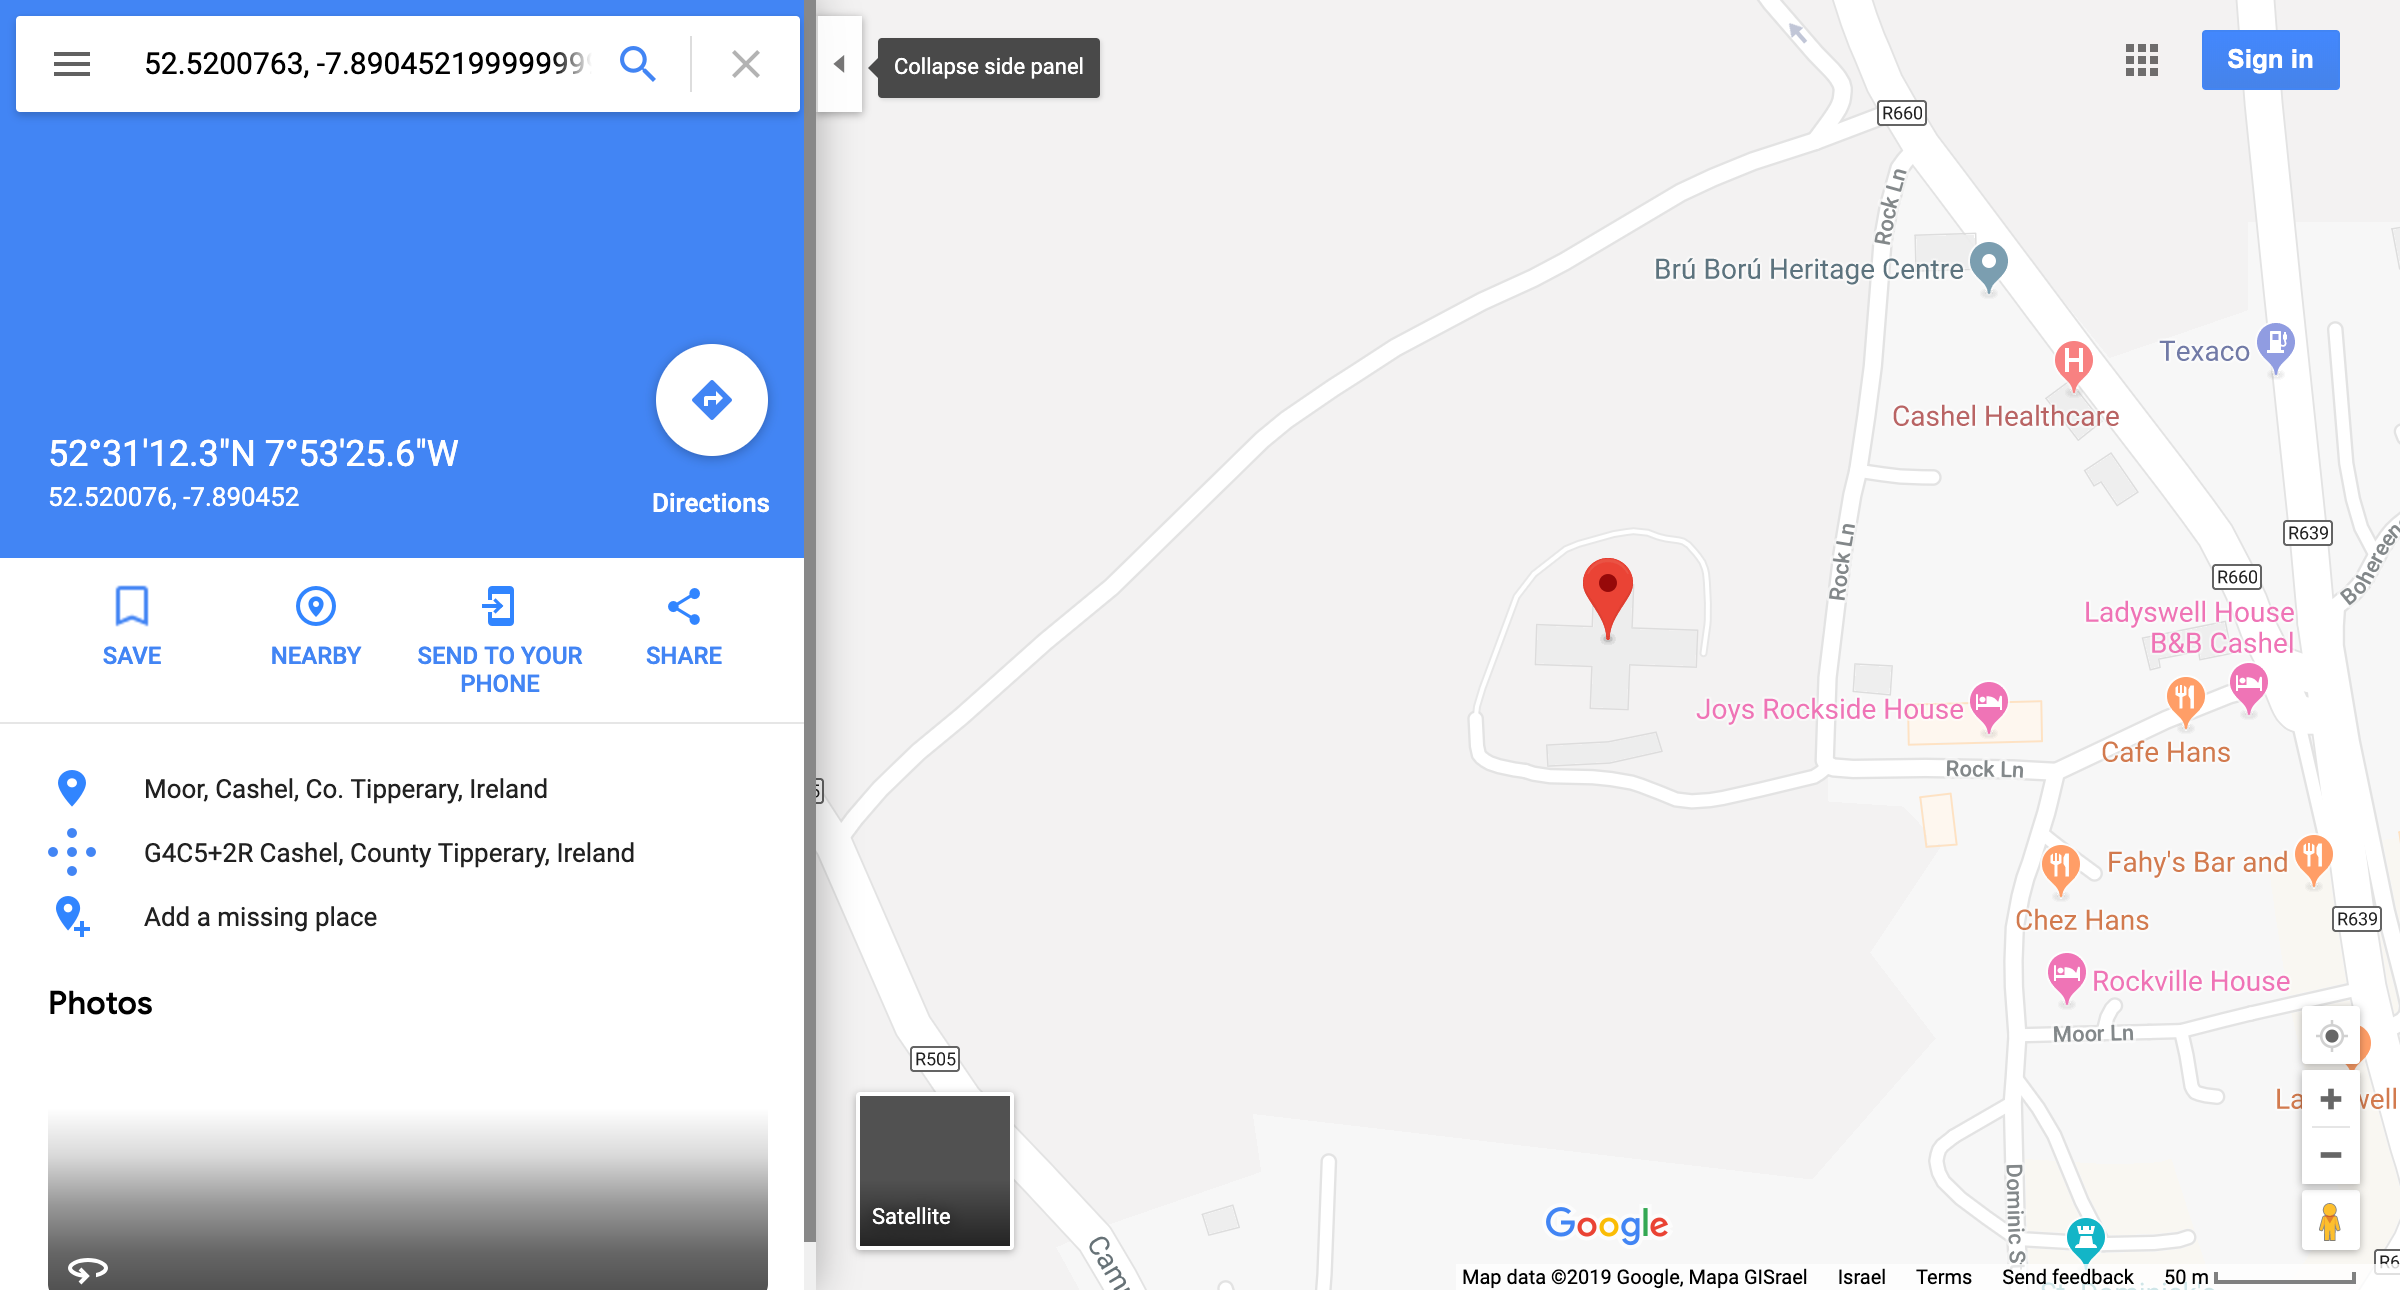 52.5200763, -7.8904521999999
Collapse side panel
Sign in
52°31'12.3"N 7°53'25.6"W
52.520076, -7.890452
Directions
SAVE
NEARBY
SEND TO YOUR
PHONE
SHARE
Moor, Cashel, Co. Tipperary, Ireland
G4C5+2R Cashel, County Tipperary, Ireland
Add a missing place
Photos
R660
Rock Ln
Brú Ború Heritage Centre
Texaco
Cashel Healthcare
R639
Rock Ln
R660
Bohereen
Ladyswell House
B&B Cashel
Joys Rockside House
Cafe Hans
Rock Ln
Fahy's Bar and
Chez Hans
R639
Rockville House
Moor Ln
R505
Dominic S
Cam
Satellite
Google
Map data ©2019 Google, Mapa GISrael
Israel
Terms
Send feedback
50 m